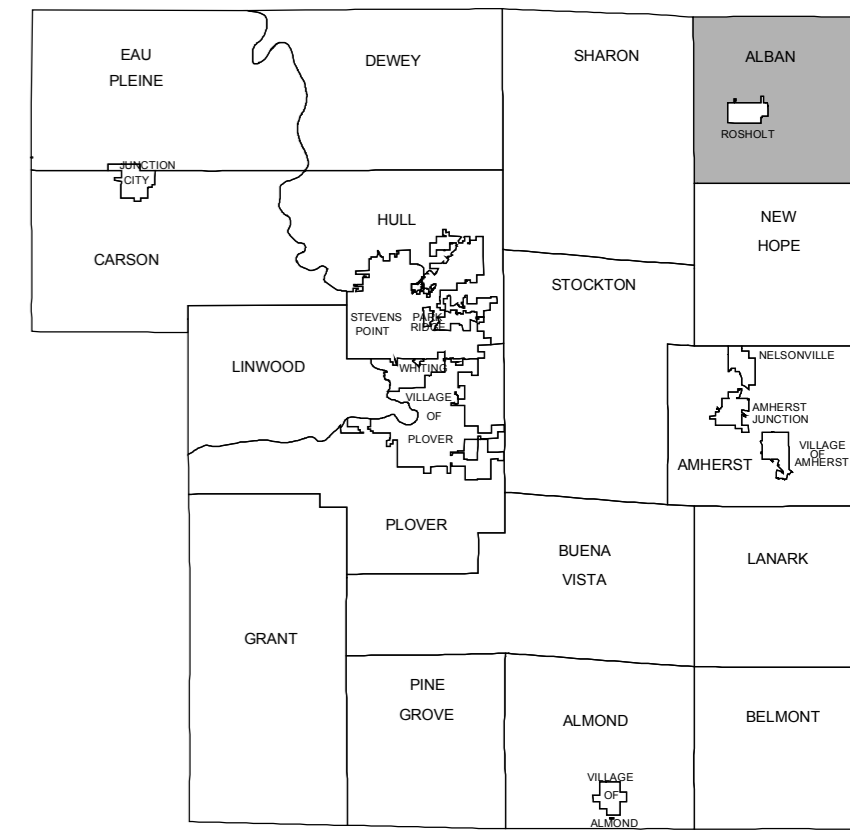 EAU
PLEINE
DEWEY
SHARON
ALBAN
ROSHOLT
JUNCTION
CITY
CARSON
HULL
NEW
HOPE
STOCKTON
STEVENS
POINT
PARK
RIDGE
LINWOOD
WHITING
VILLAGE
OF
PLOVER
NELSONVILLE
AMHERST
JUNCTION
VILLAGE
OF
AMHERST
AMHERST
PLOVER
BUENA
VISTA
LANARK
GRANT
PINE
GROVE
ALMOND
BELMONT
VILLAGE
OF
ALMOND